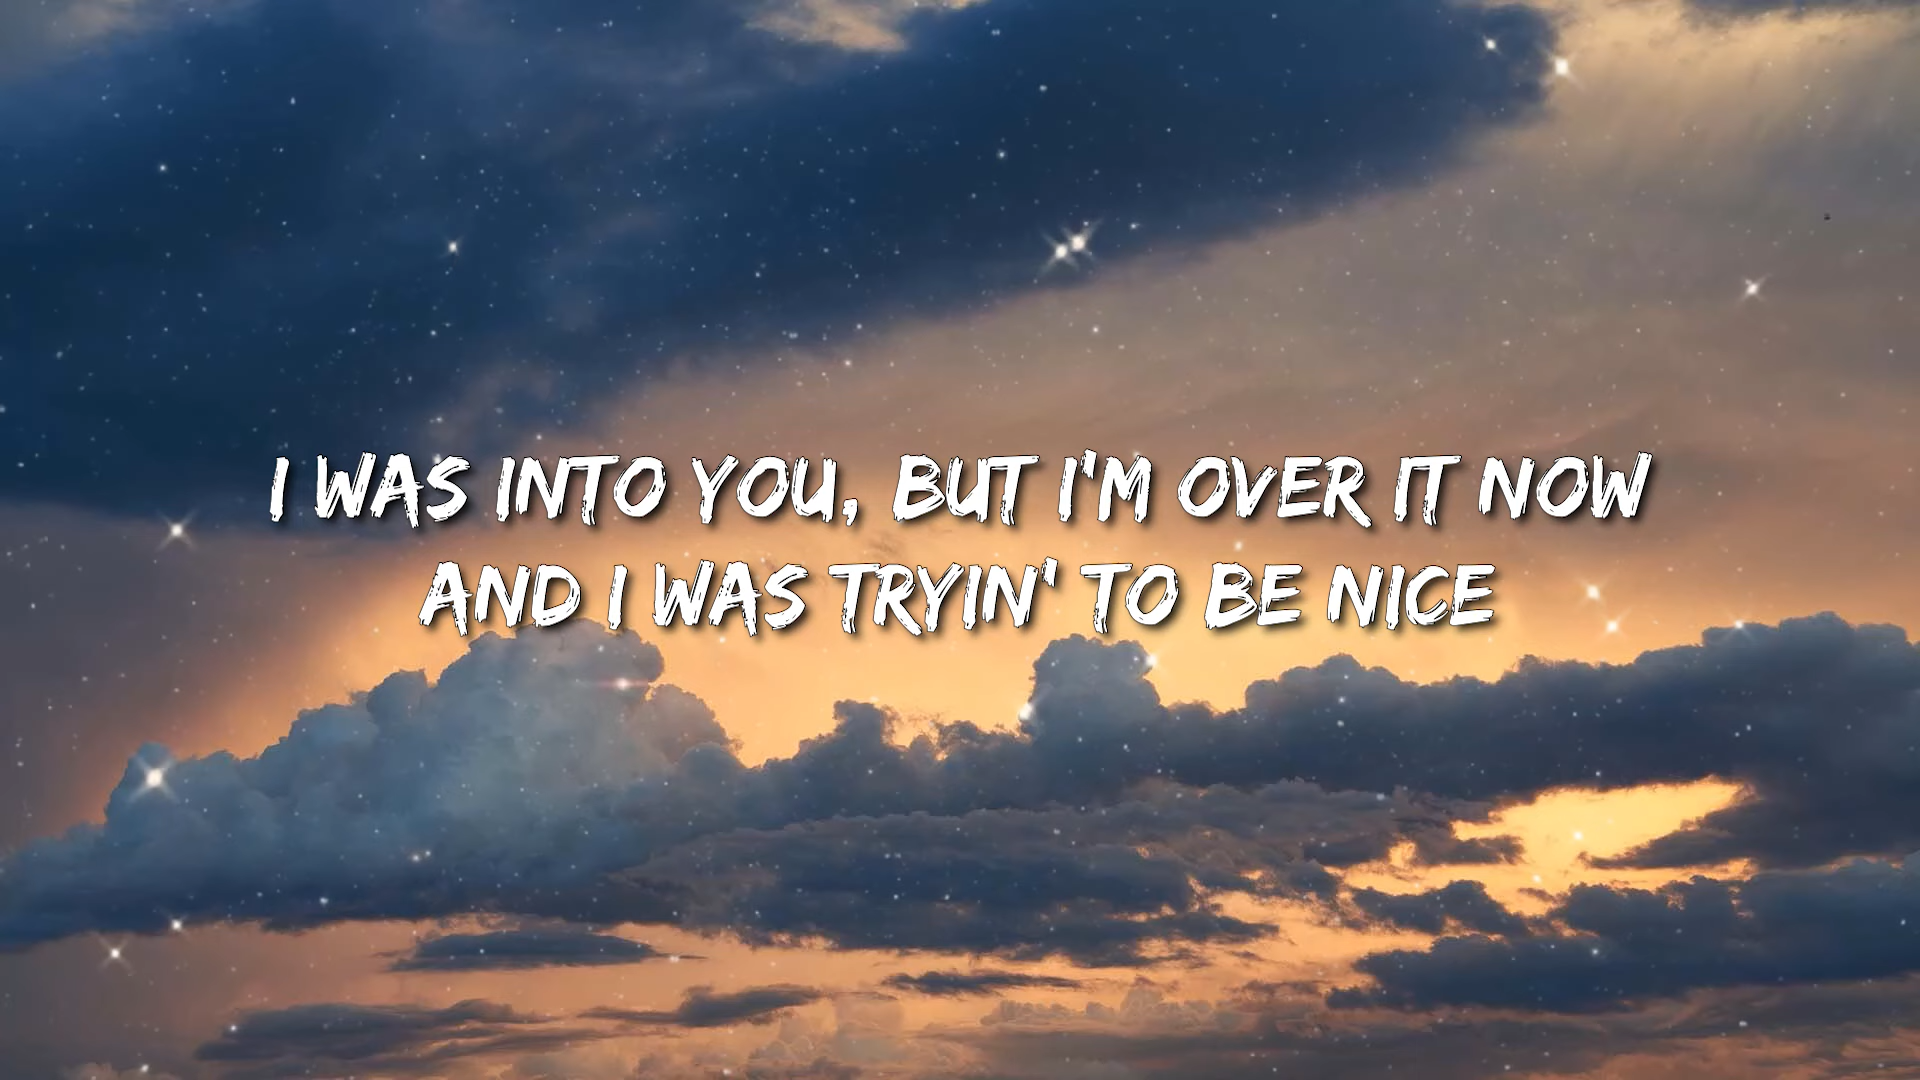 I WAS INTO YOU, BUT I'M OVER IT NOW
AND I WAS TRYIN' TO BE NICE